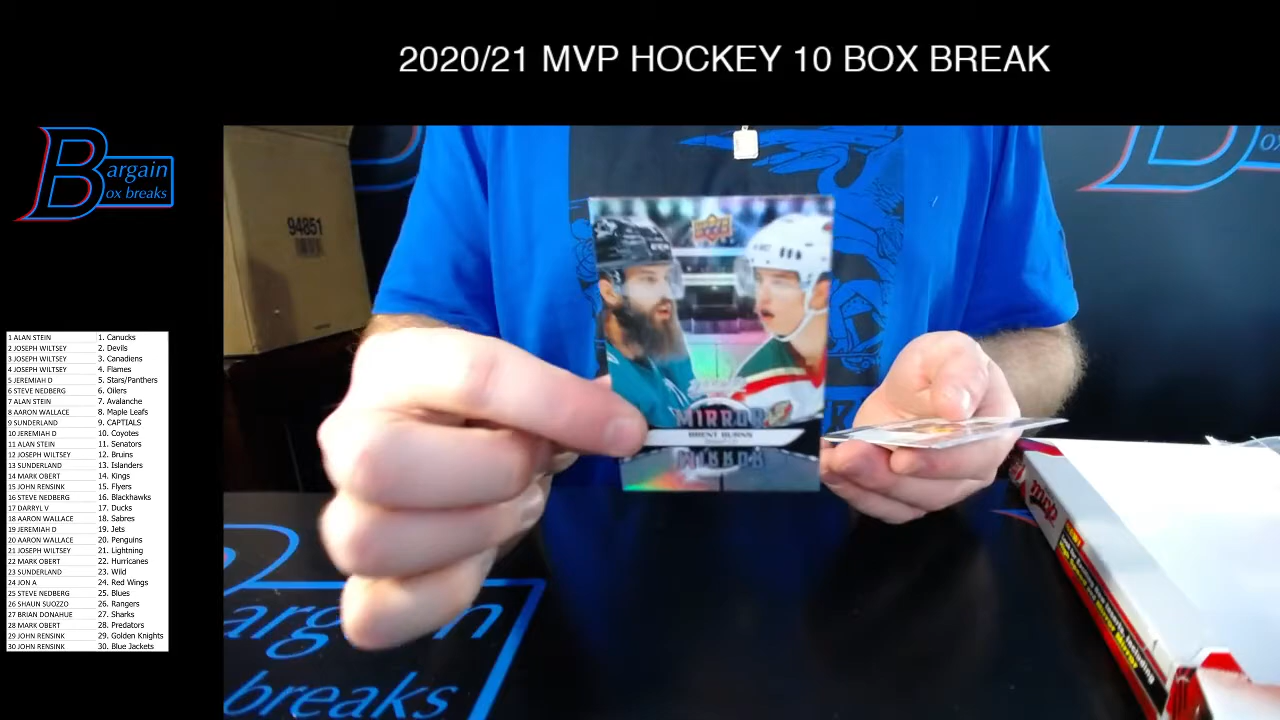 2020/21 MVP HOCKEY 10 BOX BREAK
Bargain
Box breaks
94851
MIRROR
BRENT BURNS
1 ALAN STEIN 1. Canucks
2 JOSEPH WILTSEY 2. Devils
3 JOSEPH WILTSEY 3. Canadiens
4 JOSEPH WILTSEY 4. Flames
5 JEREMIAH D 5. Stars/Panthers
6 STEVE NEDBERG 6. Oilers
7 ALAN STEIN 7. Avalanche
8 AARON WALLACE 8. Maple Leafs
9 SUNDERLAND 9. CAPTIALS
10 JEREMIAH D 10. Coyotes
11 ALAN STEIN 11. Senators
12 JOSEPH WILTSEY 12. Bruins
13 SUNDERLAND 13. Islanders
14 MARK OBERT 14. Kings
15 JOHN RENSINK 15. Flyers
16 STEVE NEDBERG 16. Blackhawks
17 DARRYL V 17. Ducks
18 AARON WALLACE 18. Sabres
19 JEREMIAH D 19. Jets
20 AARON WALLACE 20. Penguins
21 JOSEPH WILTSEY 21. Lightning
22 MARK OBERT 22. Hurricanes
23 SUNDERLAND 23. Wild
24 JON A 24. Red Wings
25 STEVE NEDBERG 25. Blues
26 SHAUN SUOZZO 26. Rangers
27 BRIAN DONAHUE 27. Sharks
28 MARK OBERT 28. Predators
29 JOHN RENSINK 29. Golden Knights
30 JOHN RENSINK 30. Blue Jackets
MVP
argain
breaks